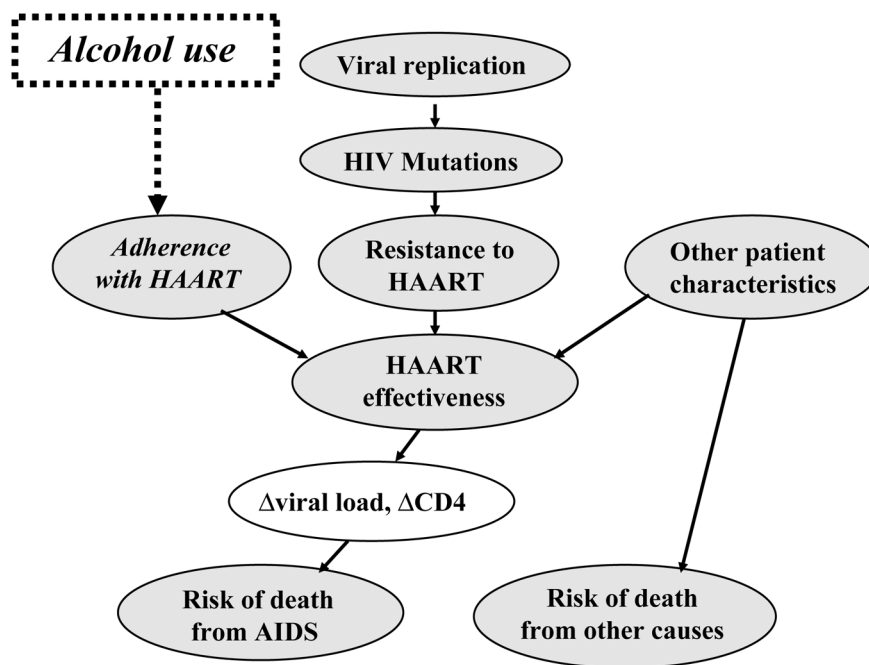 Alcohol use
Viral replication
HIV Mutations
Adherence
with HAART
Resistance to
HAART
Other patient
characteristics
HAART
effectiveness
Δviral load, ΔCD4
Risk of death
from AIDS
Risk of death
from other causes